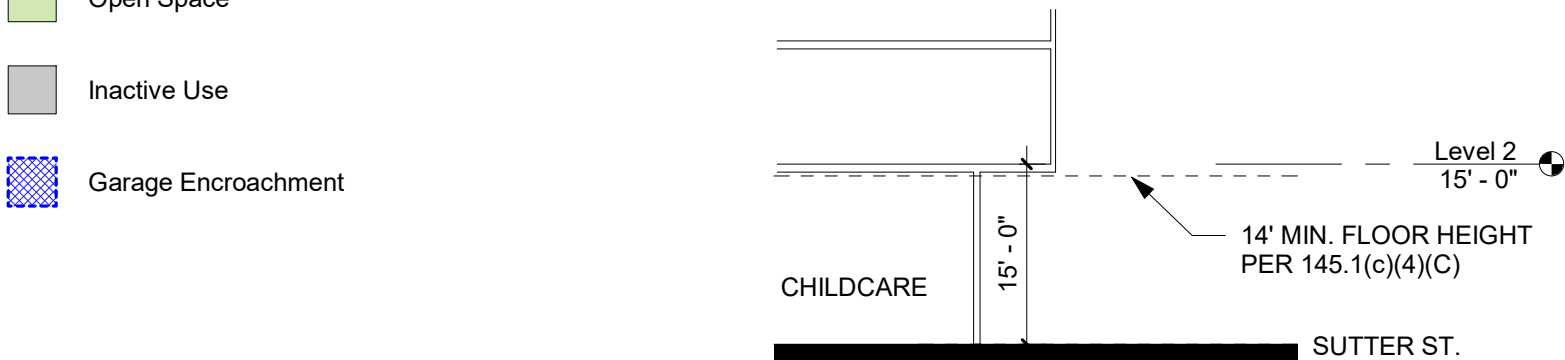 Open Space
Inactive Use
Garage Encroachment
Level 2
15' - 0"
14' MIN. FLOOR HEIGHT
PER 145.1(c)(4)(C)
15' - 0"
CHILDCARE
SUTTER ST.